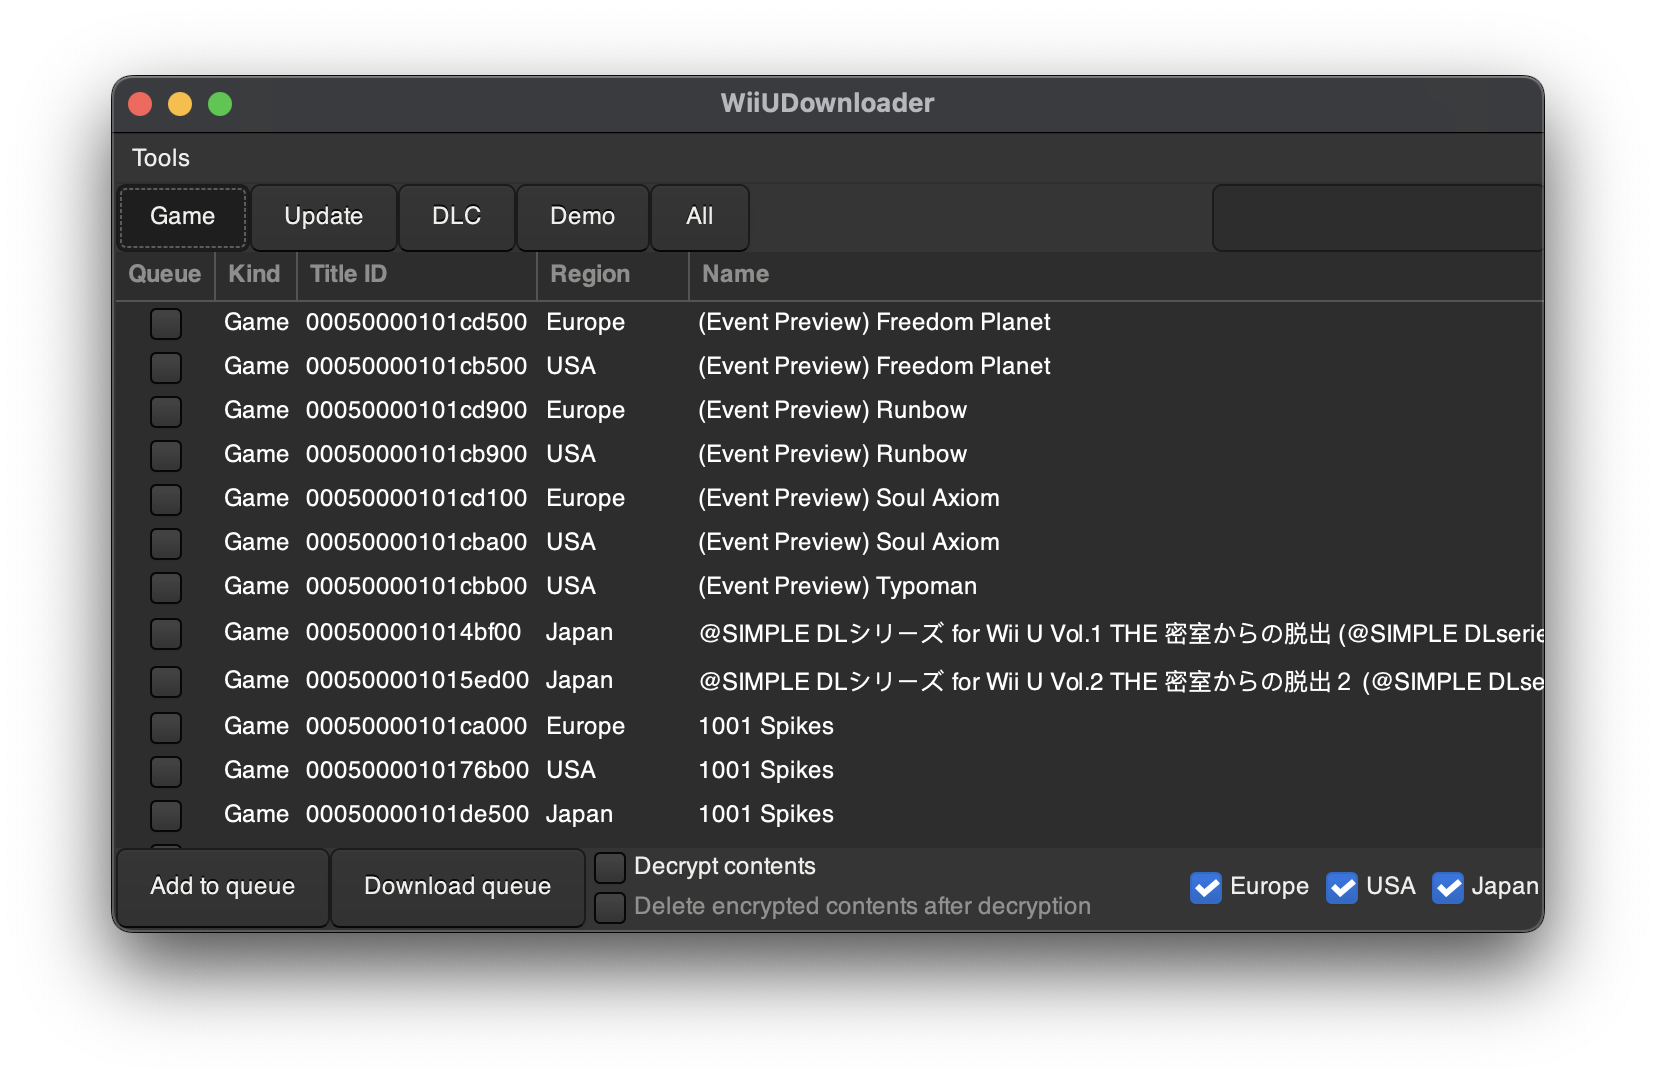 WiiUDownloader
Tools
Game Update DLC Demo All
Queue Kind Title ID Region Name
Game 00050000101cd500 Europe (Event Preview) Freedom Planet
Game 00050000101cb500 USA (Event Preview) Freedom Planet
Game 00050000101cd900 Europe (Event Preview) Runbow
Game 00050000101cb900 USA (Event Preview) Runbow
Game 00050000101cd100 Europe (Event Preview) Soul Axiom
Game 00050000101cba00 USA (Event Preview) Soul Axiom
Game 00050000101cbb00 USA (Event Preview) Typoman
Game 000500001014bf00 Japan @SIMPLE DLシリーズ for Wii U Vol.1 THE 密室からの脱出 (@SIMPLE DLserie
Game 000500001015ed00 Japan @SIMPLE DLシリーズ for Wii U Vol.2 THE 密室からの脱出 2 (@SIMPLE DLse
Game 00050000101ca000 Europe 1001 Spikes
Game 0005000010176b00 USA 1001 Spikes
Game 00050000101de500 Japan 1001 Spikes
Add to queue Download queue Decrypt contents Europe USA Japan
Delete encrypted contents after decryption